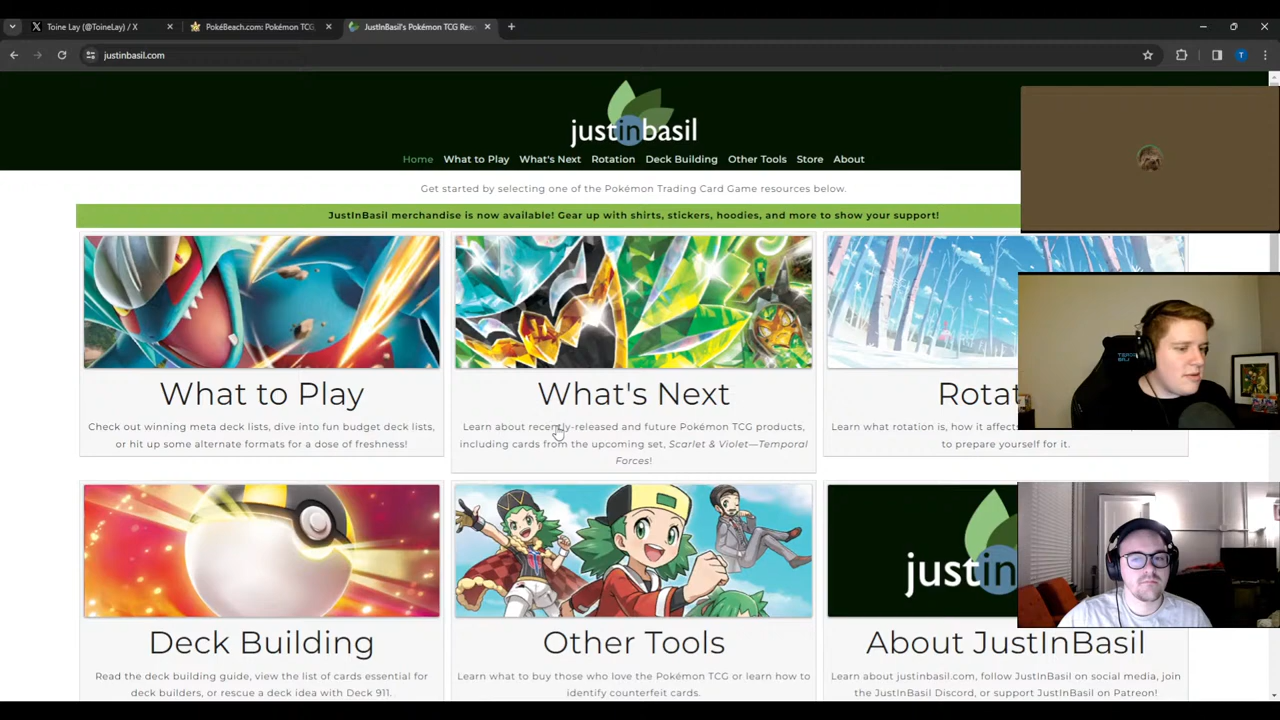 Toine Lay (@ToineLay) / X
PokéBeach.com: Pokémon TCG
JustInBasil's Pokémon TCG Res
justinbasil.com
T
justinbasil
Home What to Play What's Next Rotation Deck Building Other Tools Store About
Get started by selecting one of the Pokémon Trading Card Game resources below.
JustInBasil merchandise is now available! Gear up with shirts, stickers, hoodies, and more to show your support!
What to Play
Check out winning meta deck lists, dive into fun budget deck lists,
or hit up some alternate formats for a dose of freshness!
What's Next
Learn about recently-released and future Pokémon TCG products,
including cards from the upcoming set, Scarlet & Violet—Temporal
Forces!
Rotat
Learn what rotation is, how it affects
to prepare yourself for it.
Deck Building
Read the deck building guide, view the list of cards essential for
deck builders, or rescue a deck idea with Deck 911.
Other Tools
Learn what to buy those who love the Pokémon TCG or learn how to
identify counterfeit cards.
justin
About JustInBasil
Learn about justinbasil.com, follow JustInBasil on social media, join
the JustInBasil Discord, or support JustInBasil on Patreon!